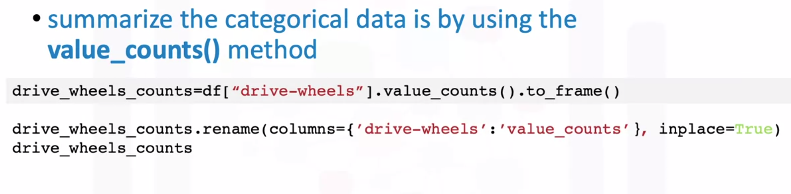 • summarize the categorical data is by using the
value_counts() method
drive_wheels_counts=df[“drive-wheels”].value_counts().to_frame()
drive_wheels_counts.rename(columns={’drive-wheels’:’value_counts’}, inplace=True)
drive_wheels_counts